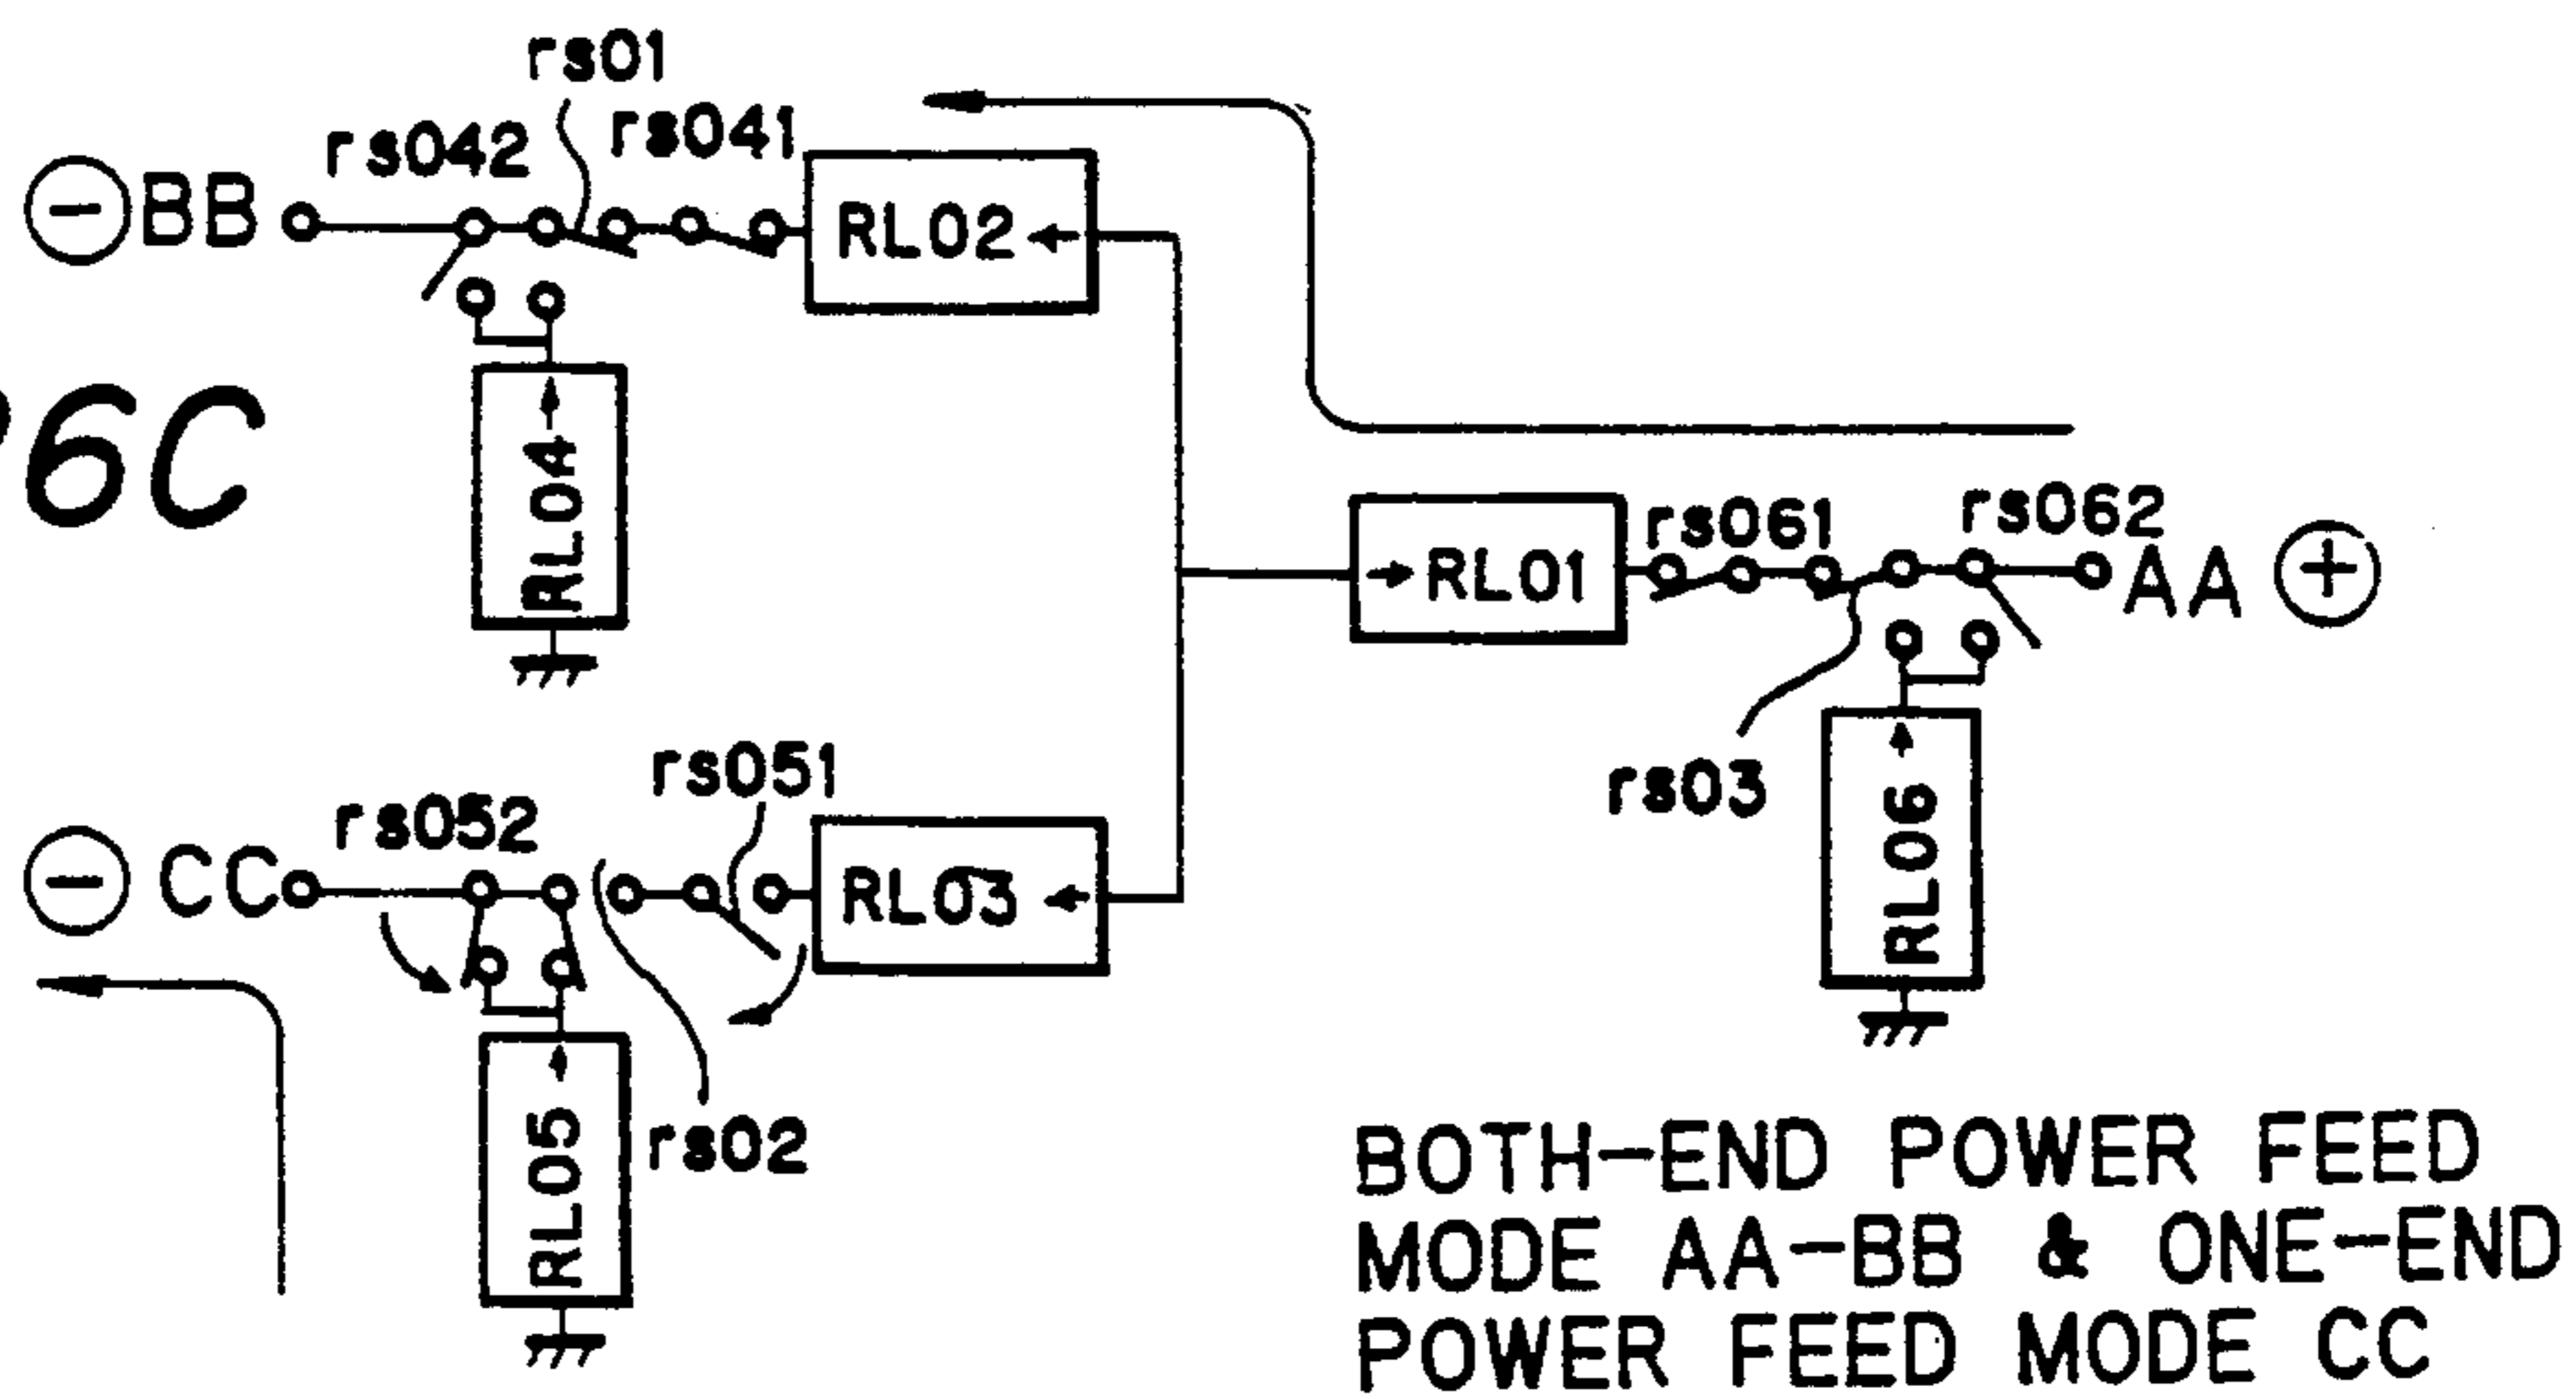 rs01
rs042
rs041
⊖BB
RL02
6C
RL04
RL01
rs061
rs062
AA ⊕
rs03
RL06
rs051
rs052
⊖ CC
RL03
RL05
rs02
BOTH-END POWER FEED
MODE AA-BB & ONE-END
POWER FEED MODE CC